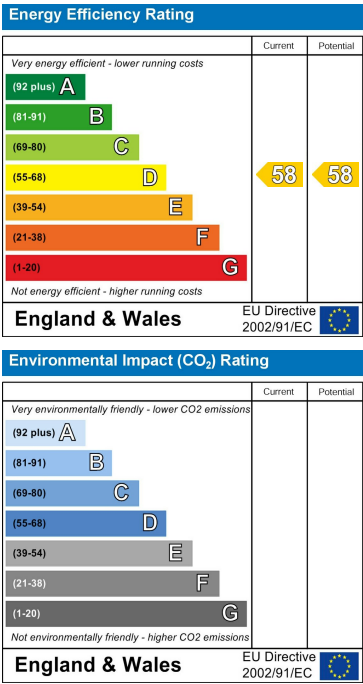 Energy Efficiency Rating
Current Potential
Very energy efficient - lower running costs
(92 plus) A
(81-91) B
(69-80) C
(55-68) D 58 58
(39-54) E
(21-38) F
(1-20) G
Not energy efficient - higher running costs
England & Wales EU Directive 2002/91/EC
Environmental Impact (CO₂) Rating
Current Potential
Very environmentally friendly - lower CO2 emissions
(92 plus) A
(81-91) B
(69-80) C
(55-68) D
(39-54) E
(21-38) F
(1-20) G
Not environmentally friendly - higher CO2 emissions
England & Wales EU Directive 2002/91/EC